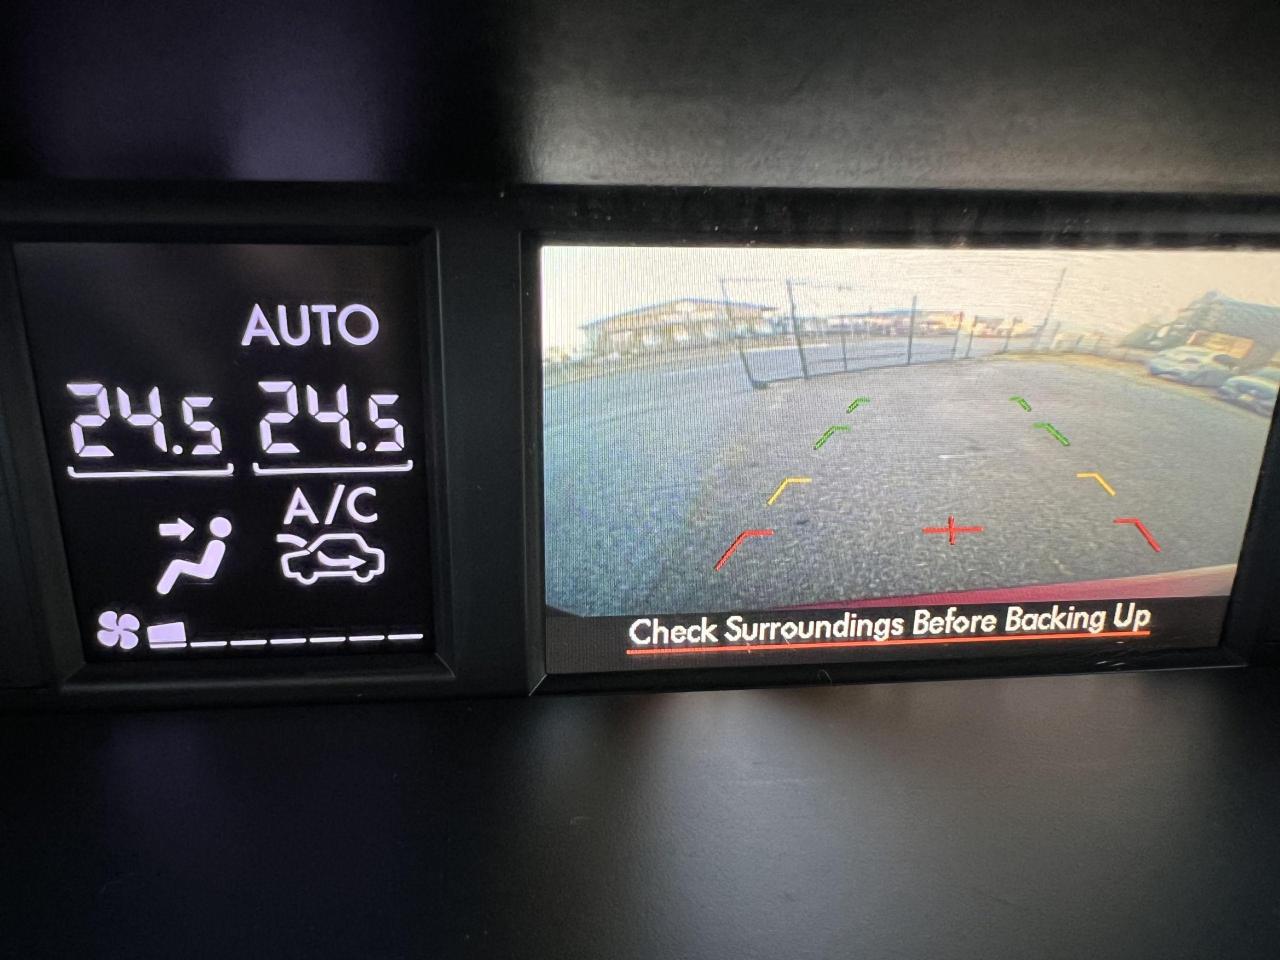 AUTO
24.5 24.5
A/C
Check Surroundings Before Backing Up